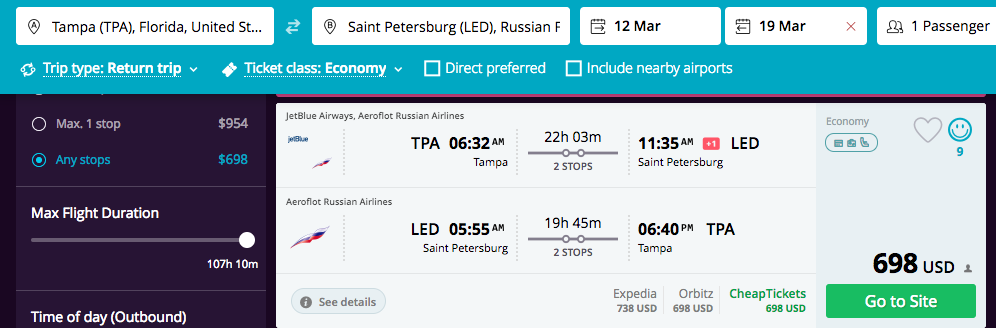 Tampa (TPA), Florida, United St...
Saint Petersburg (LED), Russian F
12 Mar
19 Mar
1 Passenger
Trip type: Return trip
Ticket class: Economy
Direct preferred
Include nearby airports
Max. 1 stop $954
Any stops $698
Max Flight Duration
107h 10m
Time of day (Outbound)
JetBlue Airways, Aeroflot Russian Airlines
jetBlue
TPA 06:32 AM
Tampa
22h 03m
2 STOPS
11:35 AM +1 LED
Saint Petersburg
Aeroflot Russian Airlines
LED 05:55 AM
Saint Petersburg
19h 45m
2 STOPS
06:40 PM TPA
Tampa
See details
Expedia
738 USD
Orbitz
698 USD
CheapTickets
698 USD
Economy
9
698 USD
Go to Site